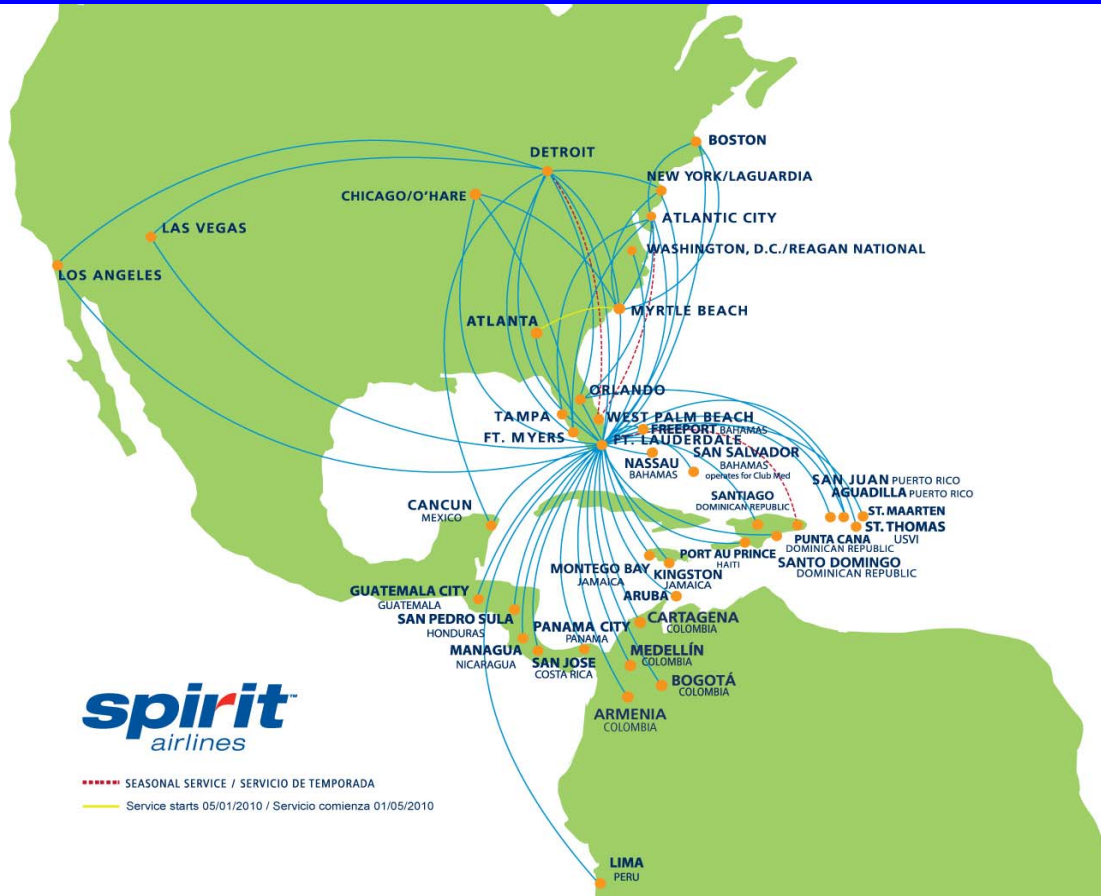 DETROIT
BOSTON
NEW YORK/LAGUARDIA
CHICAGO/O'HARE
ATLANTIC CITY
LAS VEGAS
WASHINGTON, D.C./REAGAN NATIONAL
LOS ANGELES
MYRTLE BEACH
ATLANTA
ORLANDO
TAMPA
WEST PALM BEACH
FREEPORT BAHAMAS
FT. MYERS
FT. LAUDERDALE
SAN SALVADOR
BAHAMAS
operates for Club Med
NASSAU
BAHAMAS
SAN JUAN PUERTO RICO
AGUADILLA PUERTO RICO
SANTIAGO
DOMINICAN REPUBLIC
CANCUN
MEXICO
ST. MAARTEN
ST. THOMAS
USVI
PUNTA CANA
DOMINICAN REPUBLIC
PORT AU PRINCE
HAITI
SANTO DOMINGO
DOMINICAN REPUBLIC
MONTEGO BAY
JAMAICA
KINGSTON
JAMAICA
GUATEMALA CITY
GUATEMALA
ARUBA
SAN PEDRO SULA
HONDURAS
PANAMA CITY
PANAMA
CARTAGENA
COLOMBIA
MANAGUA
NICARAGUA
SAN JOSE
COSTA RICA
MEDELLÍN
COLOMBIA
BOGOTÁ
COLOMBIA
ARMENIA
COLOMBIA
spirit™
airlines
SEASONAL SERVICE / SERVICIO DE TEMPORADA
Service starts 05/01/2010 / Servicio comienza 01/05/2010
LIMA
PERU